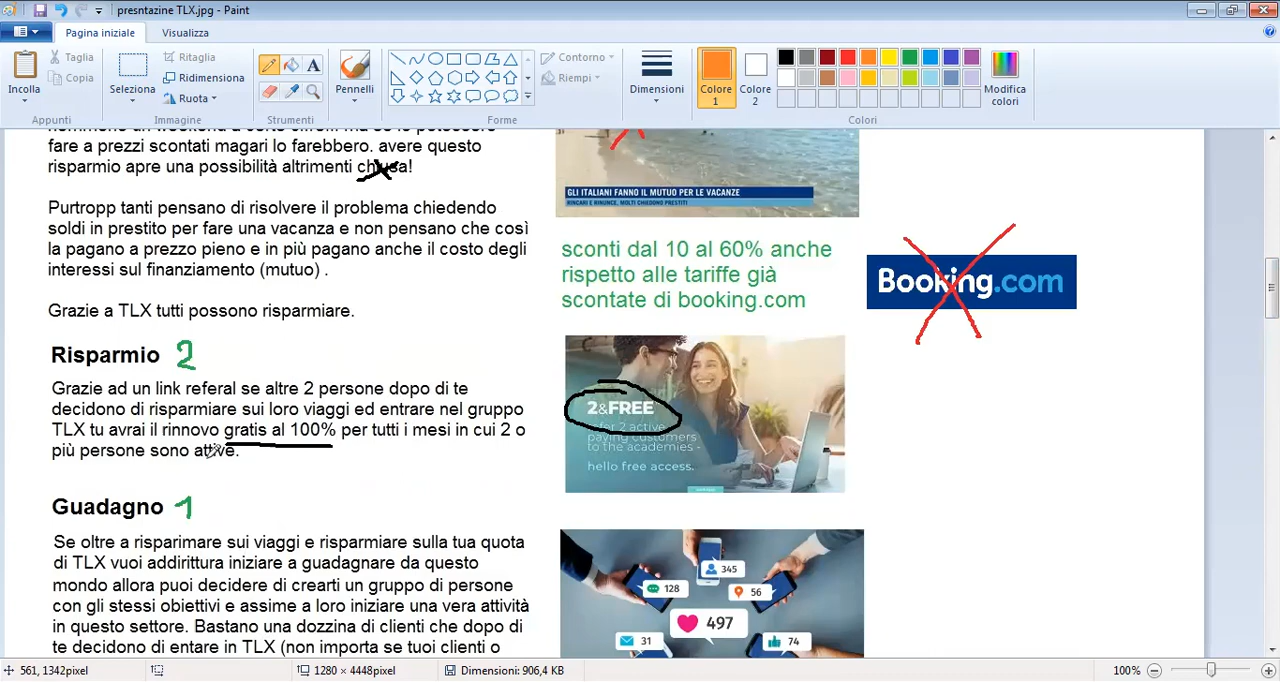 presntazine TLX.jpg - Paint
Pagina iniziale
Visualizza
Incolla
Taglia
Copia
Appunti
Seleziona
Ritaglia
Ridimensiona
Ruota
Immagine
A
Strumenti
Pennelli
Forme
Contorno
Riempi
Dimensioni
Colore
1
Colore
2
Modifica
colori
Colori
fare a prezzi scontati magari lo farebbero. avere questo
risparmio apre una possibilità altrimenti chiusa!
Purtropp tanti pensano di risolvere il problema chiedendo
soldi in prestito per fare una vacanza e non pensano che così
la pagano a prezzo pieno e in più pagano anche il costo degli
interessi sul finanziamento (mutuo) .
Grazie a TLX tutti possono risparmiare.
GLI ITALIANI FANNO IL MUTUO PER LE VACANZE
RINCARI E RINUNCE, MOLTI CHIEDONO PRESTITI
sconti dal 10 al 60% anche
rispetto alle tariffe già
scontate di booking.com
Booking.com
Risparmio 2
Grazie ad un link referal se altre 2 persone dopo di te
decidono di risparmiare sui loro viaggi ed entrare nel gruppo
TLX tu avrai il rinnovo gratis al 100% per tutti i mesi in cui 2 o
più persone sono attive.
2&FREE
for 2 active
paying customers
to the academies -
hello free access.
Guadagno 1
Se oltre a risparimare sui viaggi e risparmiare sulla tua quota
di TLX vuoi addirittura iniziare a guadagnare da questo
mondo allora puoi decidere di crearti un gruppo di persone
con gli stessi obiettivi e assime a loro iniziare una vera attività
in questo settore. Bastano una dozzina di clienti che dopo di
te decidono di entare in TLX (non importa se tuoi clienti o
345
128
56
497
31
74
561, 1342pixel
1280 × 4448pixel
Dimensioni: 906,4 KB
100%